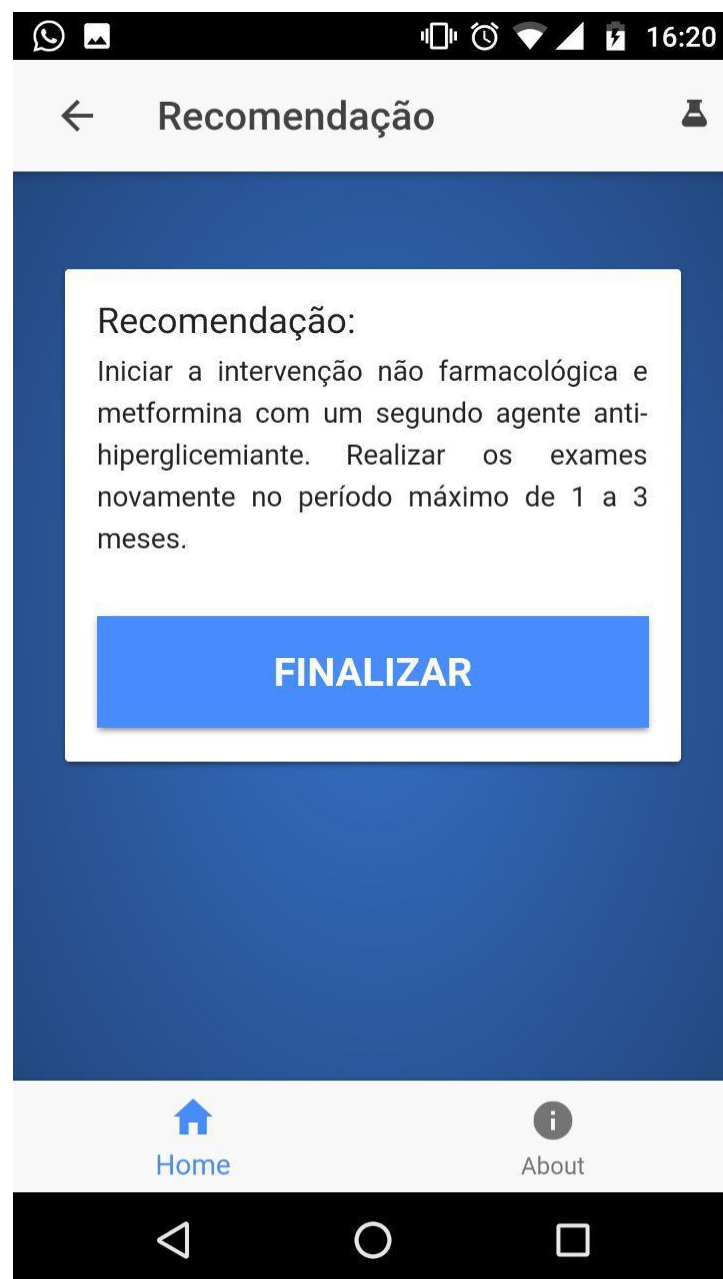 16:20
Recomendação
Recomendação:
Iniciar a intervenção não farmacológica e
metformina com um segundo agente anti-
hiperglicemiante. Realizar os exames
novamente no período máximo de 1 a 3
meses.
FINALIZAR
Home
About